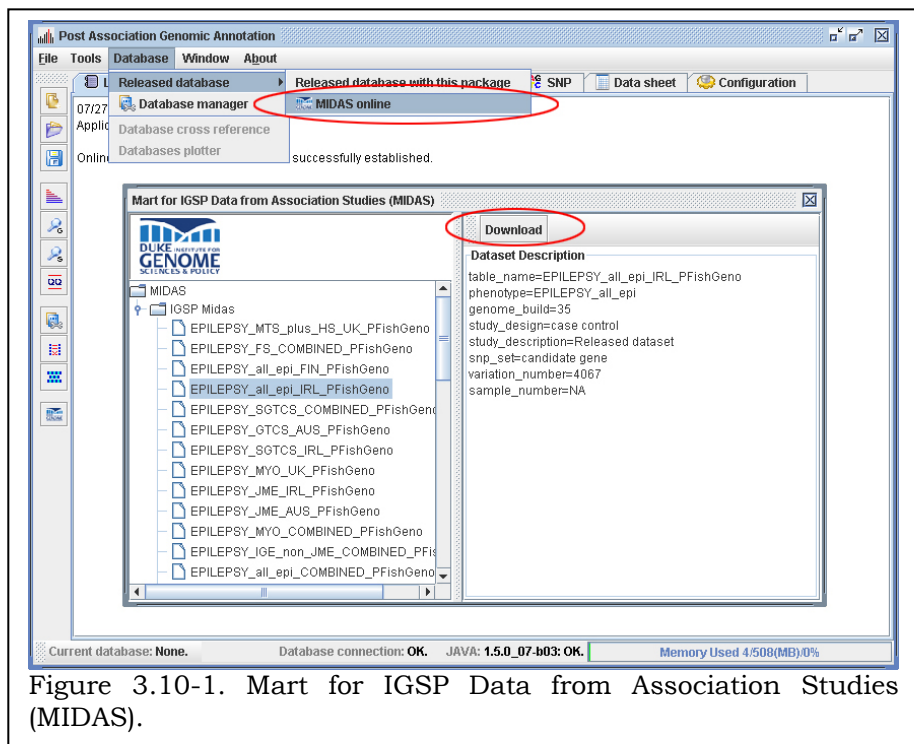 Post Association Genomic Annotation
File Tools Database Window About
Released database
Released database with this package
SNP
Data sheet
Configuration
Database manager
MIDAS online
07/27
Applic
Database cross reference
Databases plotter
Onlin
successfully established.
Mart for IGSP Data from Association Studies (MIDAS)
DUKE INSTITUTE FOR
GENOME
SCIENCES & POLICY
MIDAS
IGSP Midas
EPILEPSY_MTS_plus_HS_UK_PFishGeno
EPILEPSY_FS_COMBINED_PFishGeno
EPILEPSY_all_epi_FIN_PFishGeno
EPILEPSY_all_epi_IRL_PFishGeno
EPILEPSY_SGTCS_COMBINED_PFishGen
EPILEPSY_GTCS_AUS_PFishGeno
EPILEPSY_SGTCS_IRL_PFishGeno
EPILEPSY_MYO_UK_PFishGeno
EPILEPSY_JME_IRL_PFishGeno
EPILEPSY_JME_AUS_PFishGeno
EPILEPSY_MYO_COMBINED_PFishGeno
EPILEPSY_IGE_non_JME_COMBINED_PFis
EPILEPSY_all_epi_COMBINED_PFishGeno
Download
Dataset Description
table_name=EPILEPSY_all_epi_IRL_PFishGeno
phenotype=EPILEPSY_all_epi
genome_build=35
study_design=case control
study_description=Released dataset
snp_set=candidate gene
variation_number=4067
sample_number=NA
QQ
Current database: None.
Database connection: OK.
JAVA: 1.5.0_07-b03: OK.
Memory Used 4/508(MB)/0%
Figure 3.10-1. Mart for IGSP Data from Association Studies
(MIDAS).